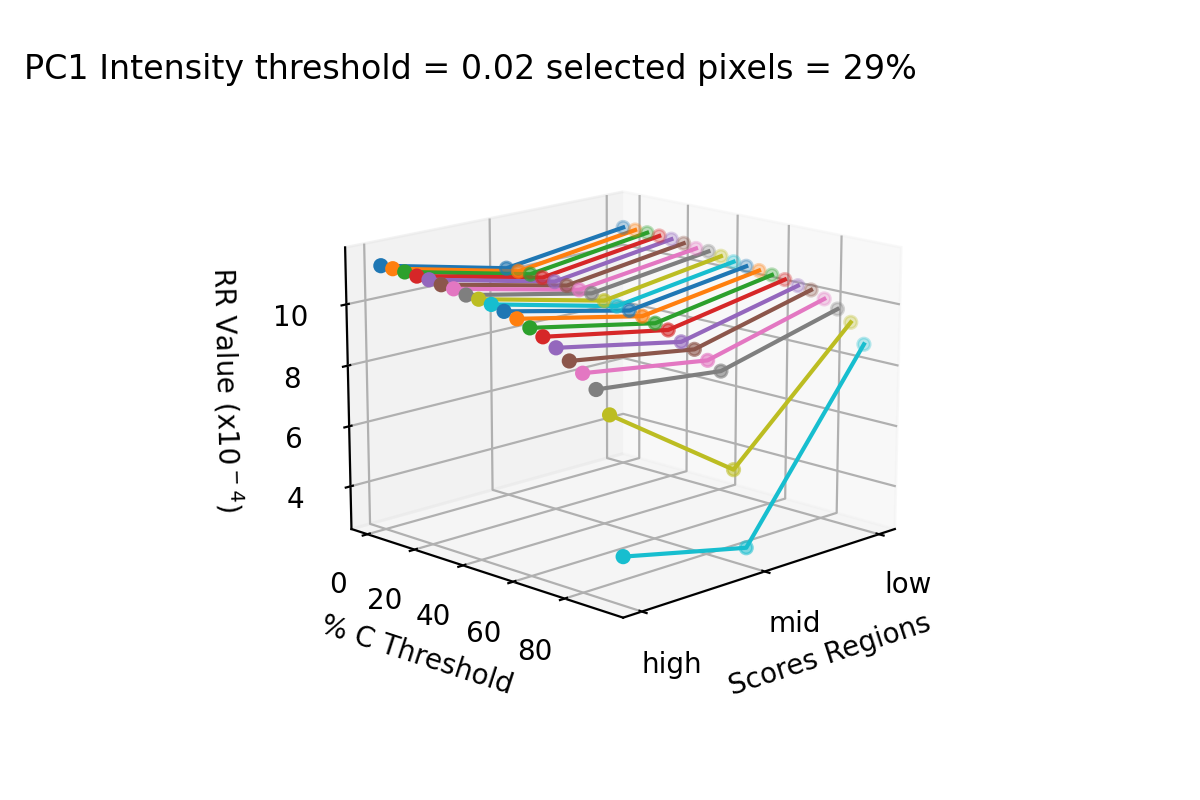 PC1 Intensity threshold = 0.02 selected pixels = 29%
RR Value (x10⁻⁴)
10
8
6
4
0
20
40
60
80
% C Threshold
high
mid
low
Scores Regions